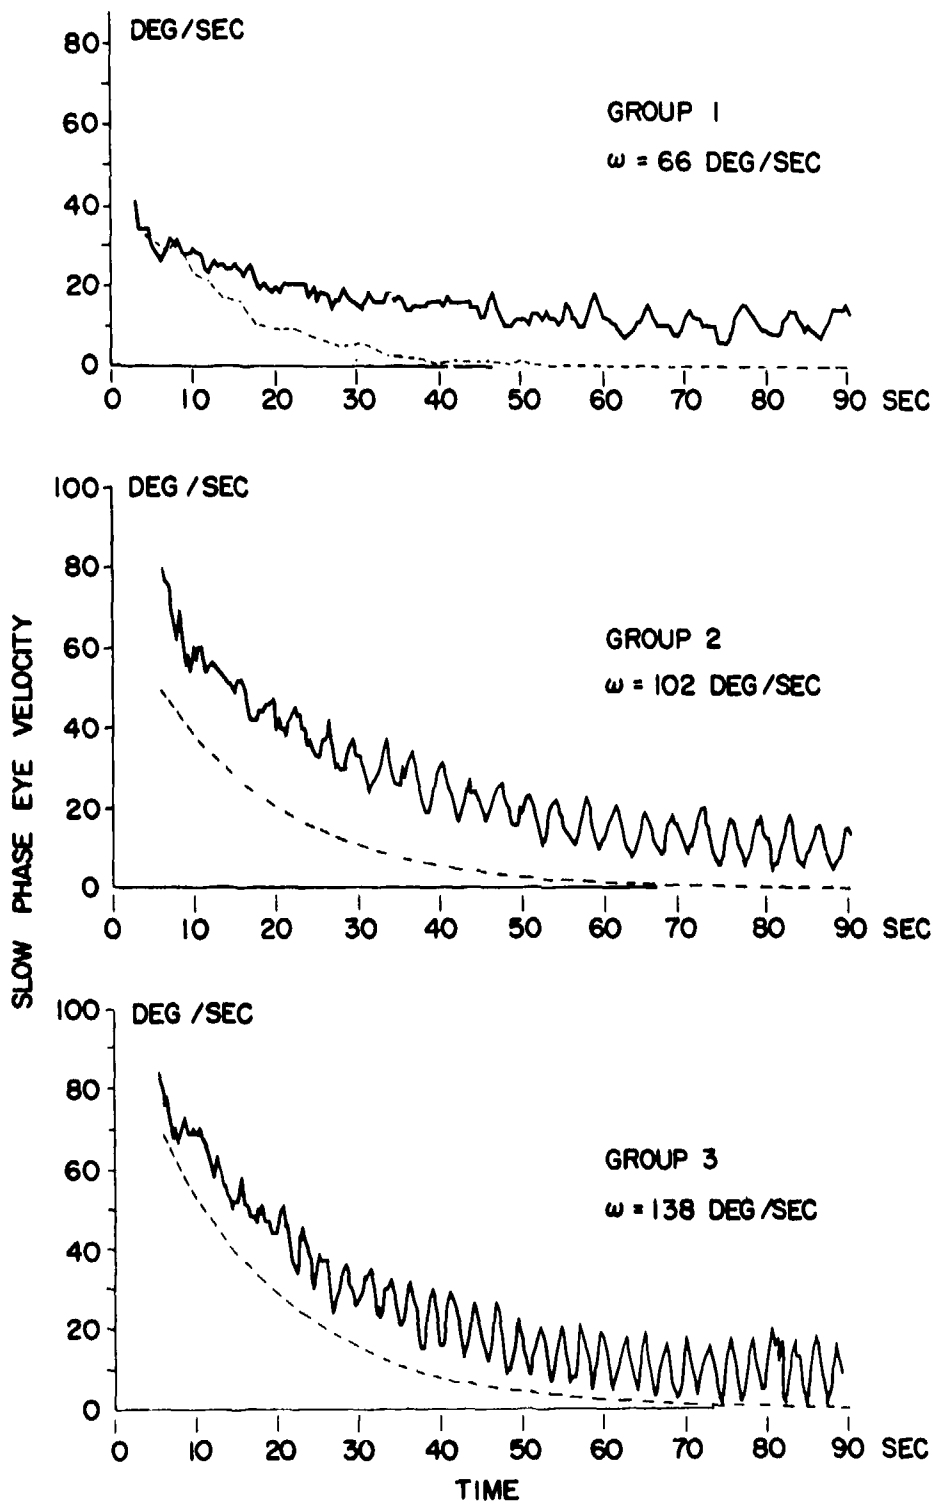 DEG/SEC
80
60
40
20
0
GROUP 1
ω = 66 DEG/SEC
0 10 20 30 40 50 60 70 80 90 SEC
100
DEG /SEC
80
60
40
20
0
GROUP 2
ω = 102 DEG/SEC
0 10 20 30 40 50 60 70 80 90 SEC
SLOW PHASE EYE VELOCITY
100
DEG /SEC
80
60
40
20
0
GROUP 3
ω = 138 DEG/SEC
0 10 20 30 40 50 60 70 80 90 SEC
TIME